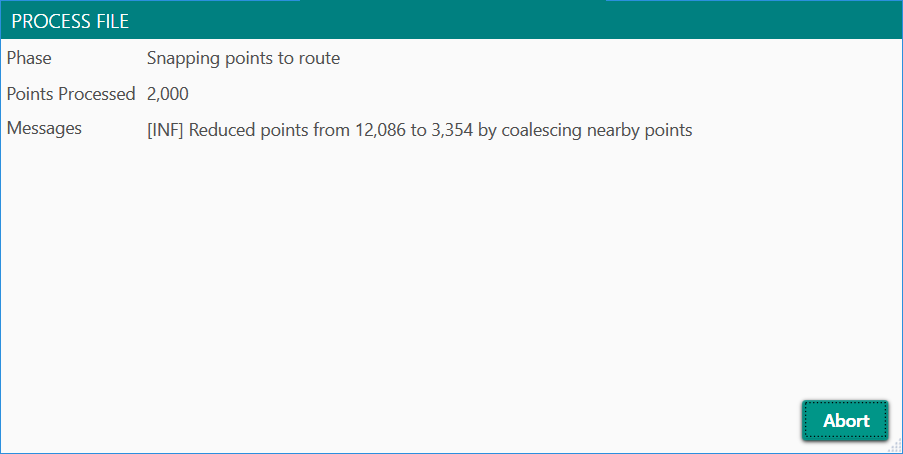 PROCESS FILE
Phase Snapping points to route
Points Processed 2,000
Messages [INF] Reduced points from 12,086 to 3,354 by coalescing nearby points
Abort